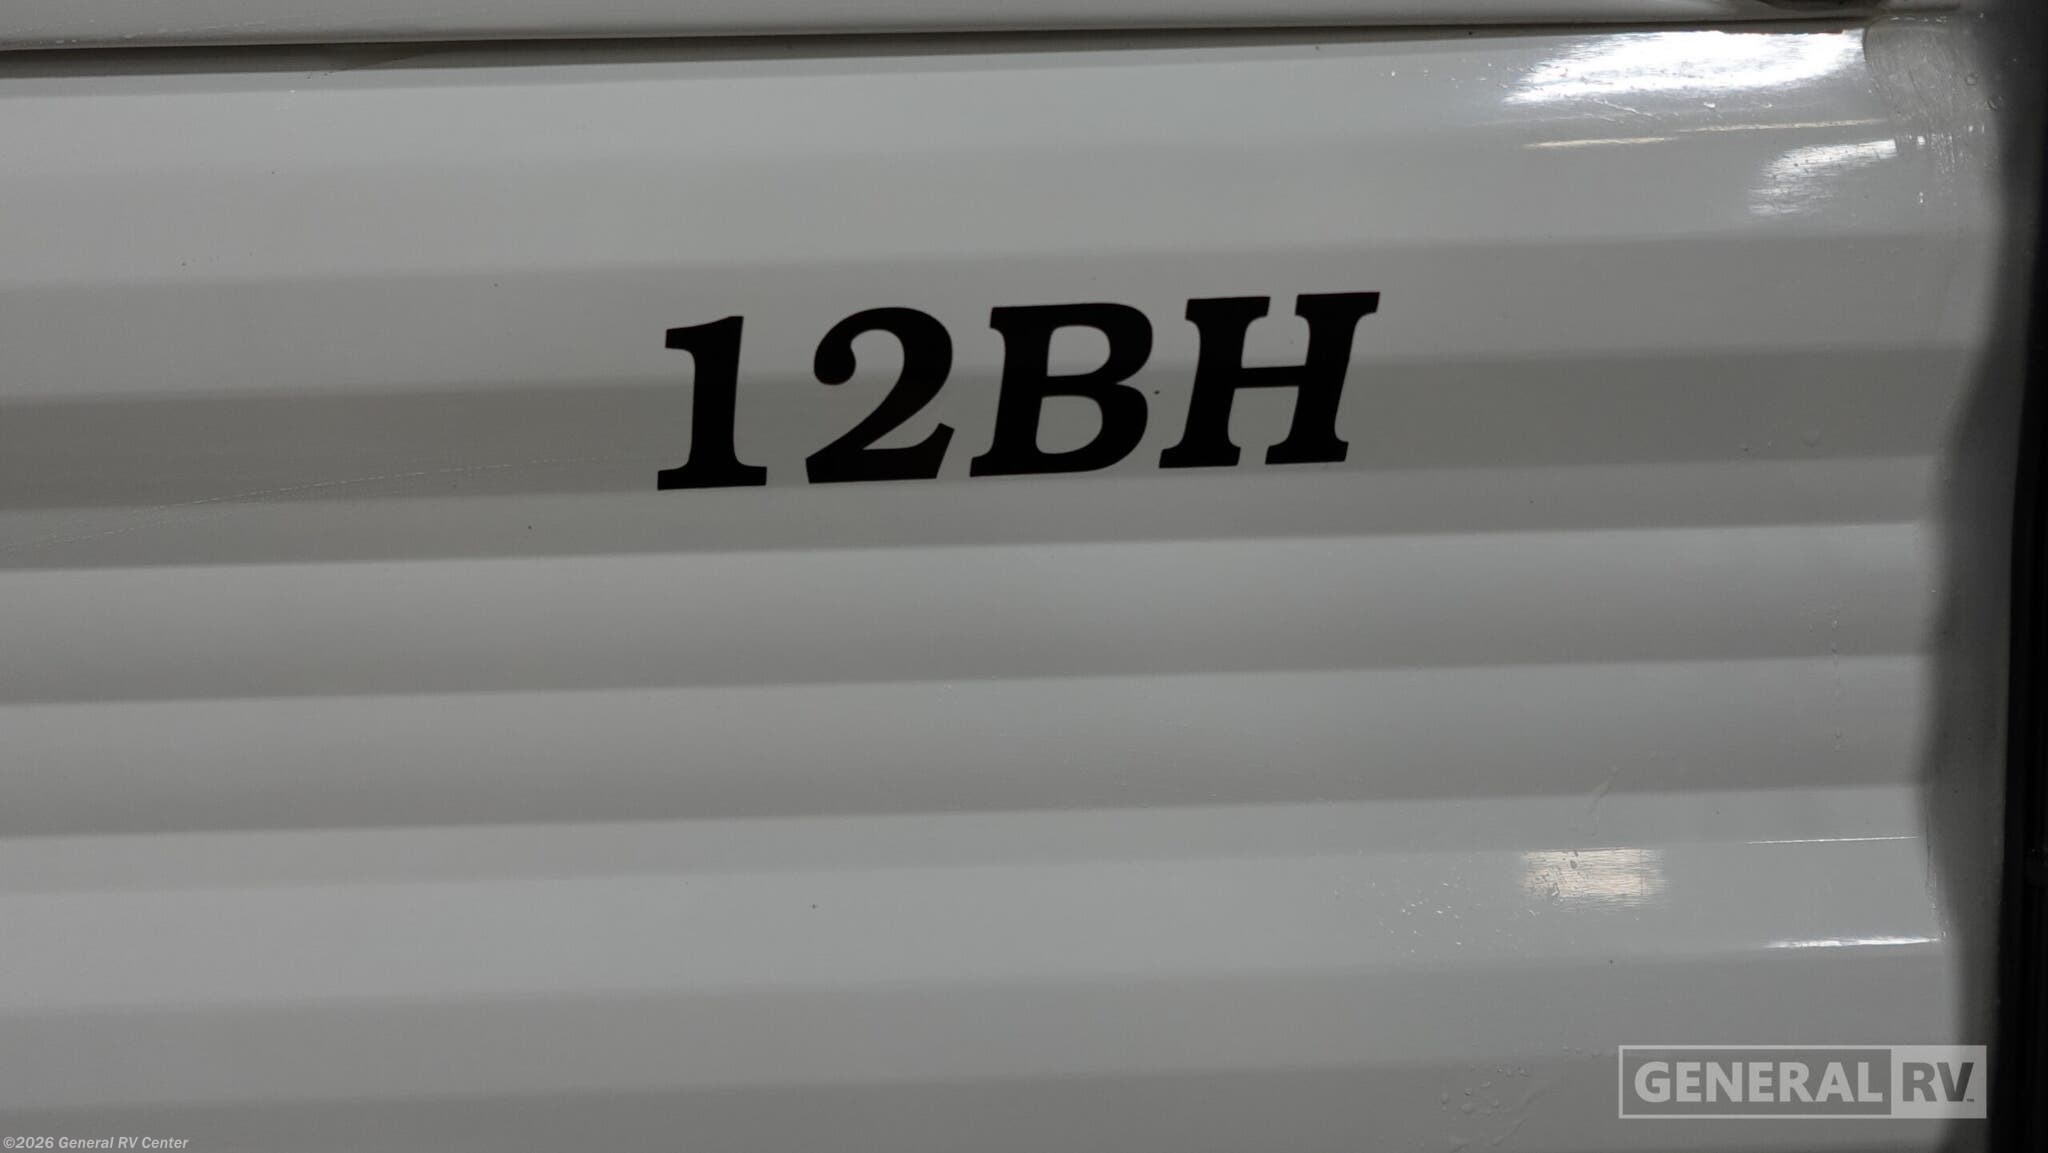 12BH
GENERAL RV
©2026 General RV Center